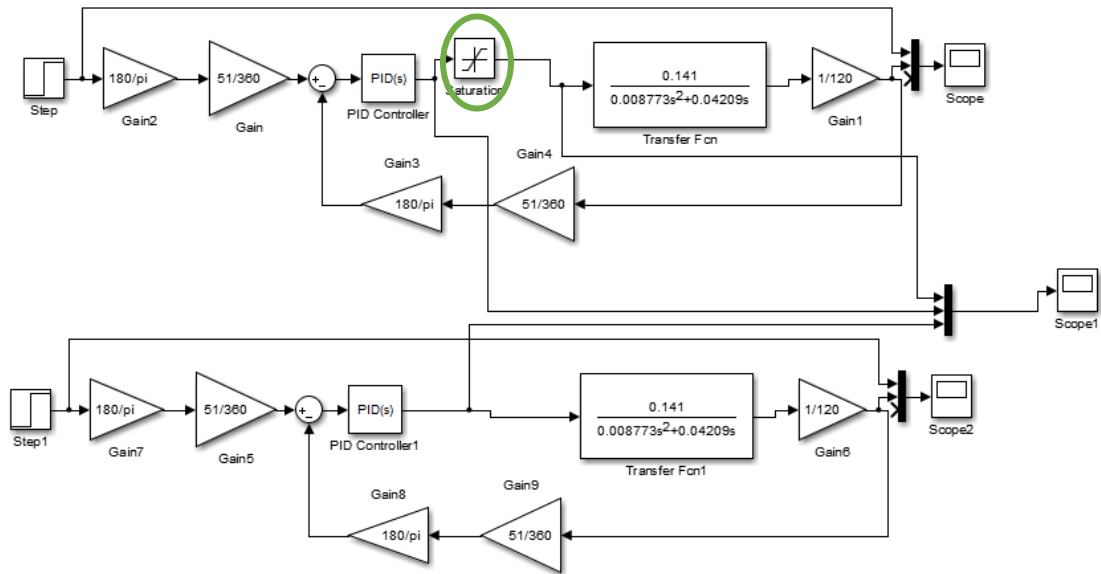 180/pi
51/360
+
−
PID(s)
0.141
0.008773s²+0.04209s
1/120
Step
Gain2
Gain
PID Controller
Saturation
Transfer Fcn
Gain1
Scope
Gain3
Gain4
180/pi
51/360
Scope1
180/pi
51/360
+
−
PID(s)
0.141
0.008773s²+0.04209s
1/120
Step1
Gain7
Gain5
PID Controller1
Transfer Fcn1
Gain6
Scope2
Gain8
Gain9
180/pi
51/360